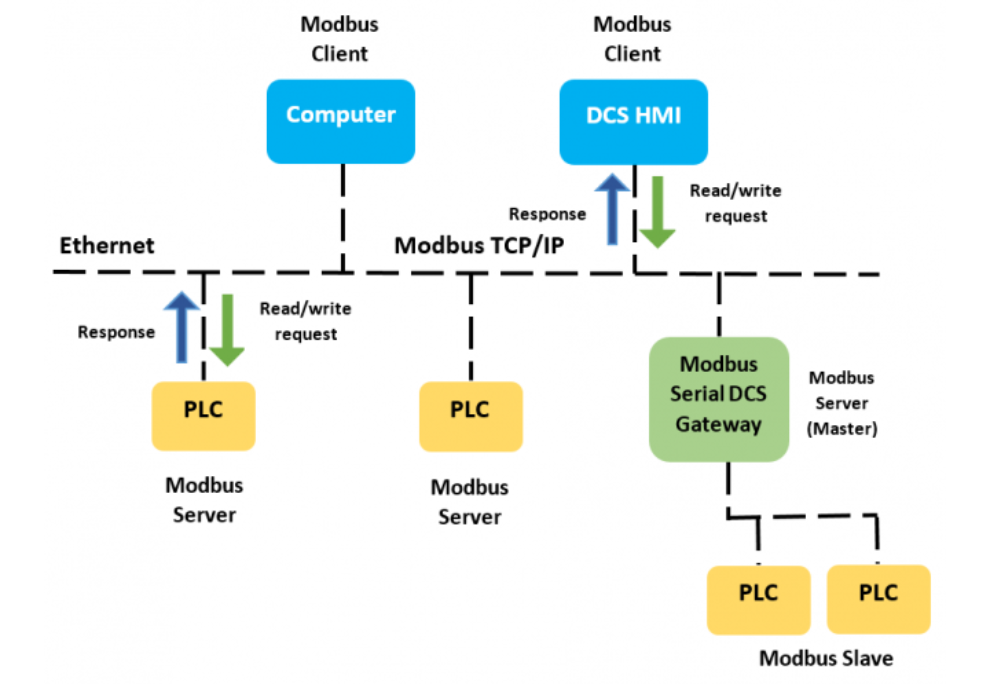 Modbus
Client
Modbus
Client
Computer
DCS HMI
Response
Read/write
request
Ethernet
Modbus TCP/IP
Response
Read/write
request
PLC
PLC
Modbus
Serial DCS
Gateway
Modbus
Server
(Master)
Modbus
Server
Modbus
Server
PLC
PLC
Modbus Slave